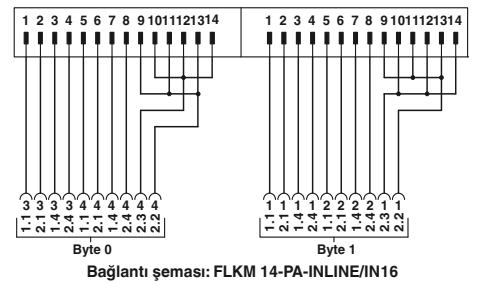 1 2 3 4 5 6 7 8 9 10 11 12 13 14 1 2 3 4 5 6 7 8 9 10 11 12 13 14
3 3 3 3 4 4 4 4 4 4 1 1 1 1 2 2 2 2 1 1
1.1 2.1 1.4 2.4 1.1 2.1 1.4 2.4 2.3 2.2 1.1 2.1 1.4 2.4 1.1 2.1 1.4 2.4 2.3 2.2
Byte 0 Byte 1
Bağlantı şeması: FLKM 14-PA-INLINE/IN16